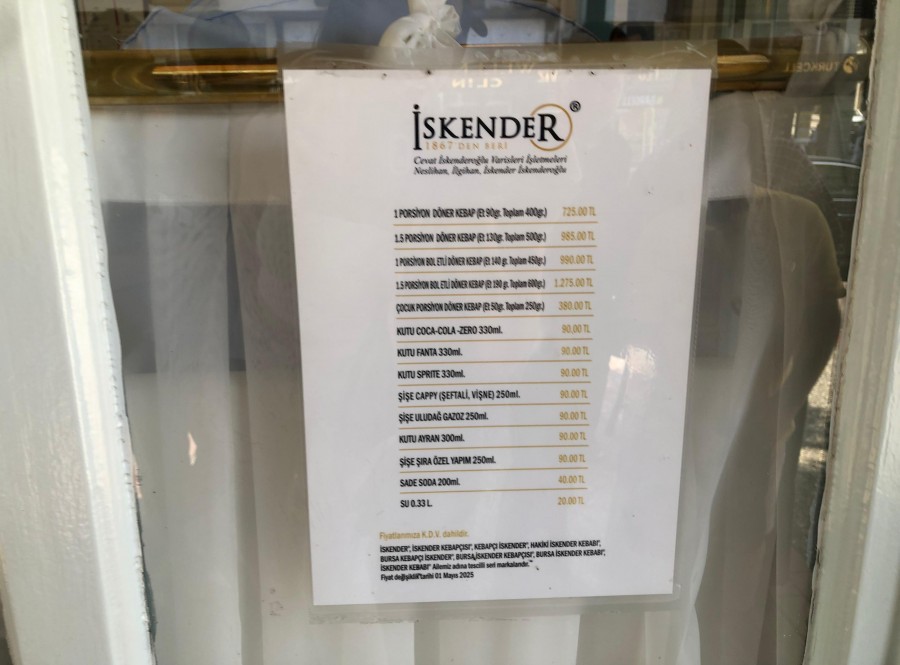 TURKCELL
İSKENDER®
1867'DEN BERİ
Cevat İskenderoğlu Varisleri İşletmeleri
Neslihan, İlgihan, İskender İskenderoğlu
1 PORSİYON DÖNER KEBAP (Et 90gr. Toplam 400gr.) 725.00 TL
1.5 PORSİYON DÖNER KEBAP (Et 130gr. Toplam 500gr.) 985.00 TL
1 PORSİYON BOL ETLİ DÖNER KEBAP (Et 140 gr. Toplam 450gr.) 990.00 TL
1.5 PORSİYON BOL ETLİ DÖNER KEBAP (Et 190 gr. Toplam 600gr.) 1.275.00 TL
ÇOCUK PORSİYON DÖNER KEBAP (Et 50gr. Toplam 250gr.) 380.00 TL
KUTU COCA-COLA -ZERO 330ml. 90.00 TL
KUTU FANTA 330ml. 90.00 TL
KUTU SPRITE 330ml. 90.00 TL
ŞİŞE CAPPY (ŞEFTALİ, VİŞNE) 250ml. 90.00 TL
ŞİŞE ULUDAĞ GAZOZ 250ml. 90.00 TL
KUTU AYRAN 300ml. 90.00 TL
ŞİŞE ŞIRA ÖZEL YAPIM 250ml. 90.00 TL
SADE SODA 200ml. 40.00 TL
SU 0.33 L. 20.00 TL
Fiyatlarımıza K.D.V. dahildir.
İSKENDER®, İSKENDER KEBAPÇISI®, KEBAPÇI İSKENDER®, HAKİKİ İSKENDER KEBABI®,
BURSA KEBAPÇI İSKENDER®, BURSA İSKENDER KEBAPÇISI®, BURSA İSKENDER KEBABI®,
İSKENDER KEBABI® Ailemiz adına tescilli seri markalarıdır.
Fiyat değişiklik tarihi 01 Mayıs 2025